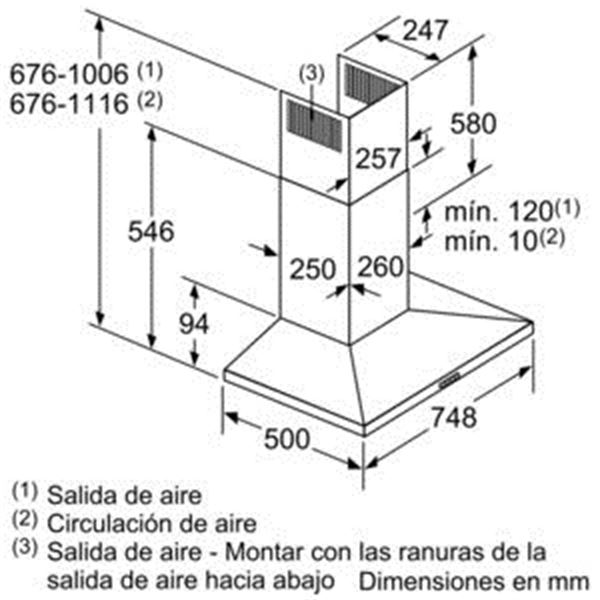 247
676-1006 (1)
(3)
676-1116 (2)
580
257
mín. 120(1)
546
mín. 10(2)
250
260
94
748
500
(1) Salida de aire
(2) Circulación de aire
(3) Salida de aire - Montar con las ranuras de la
salida de aire hacia abajo Dimensiones en mm